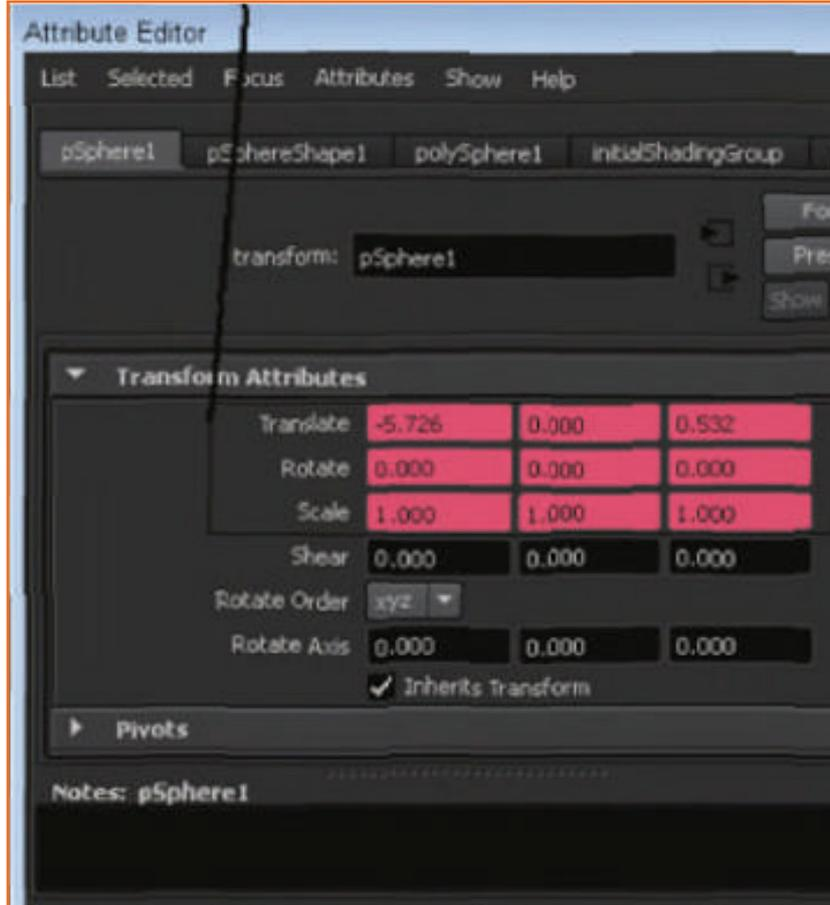 Attribute Editor
List Selected Focus Attributes Show Help
pSphere1 pSphereShape1 polySphere1 initialShadingGroup
transform: pSphere1
Show
Transform Attributes
Translate -5.726 0.000 0.532
Rotate 0.000 0.000 0.000
Scale 1.000 1.000 1.000
Shear 0.000 0.000 0.000
Rotate Order xyz
Rotate Axis 0.000 0.000 0.000
Inherits Transform
Pivots
Notes: pSphere1